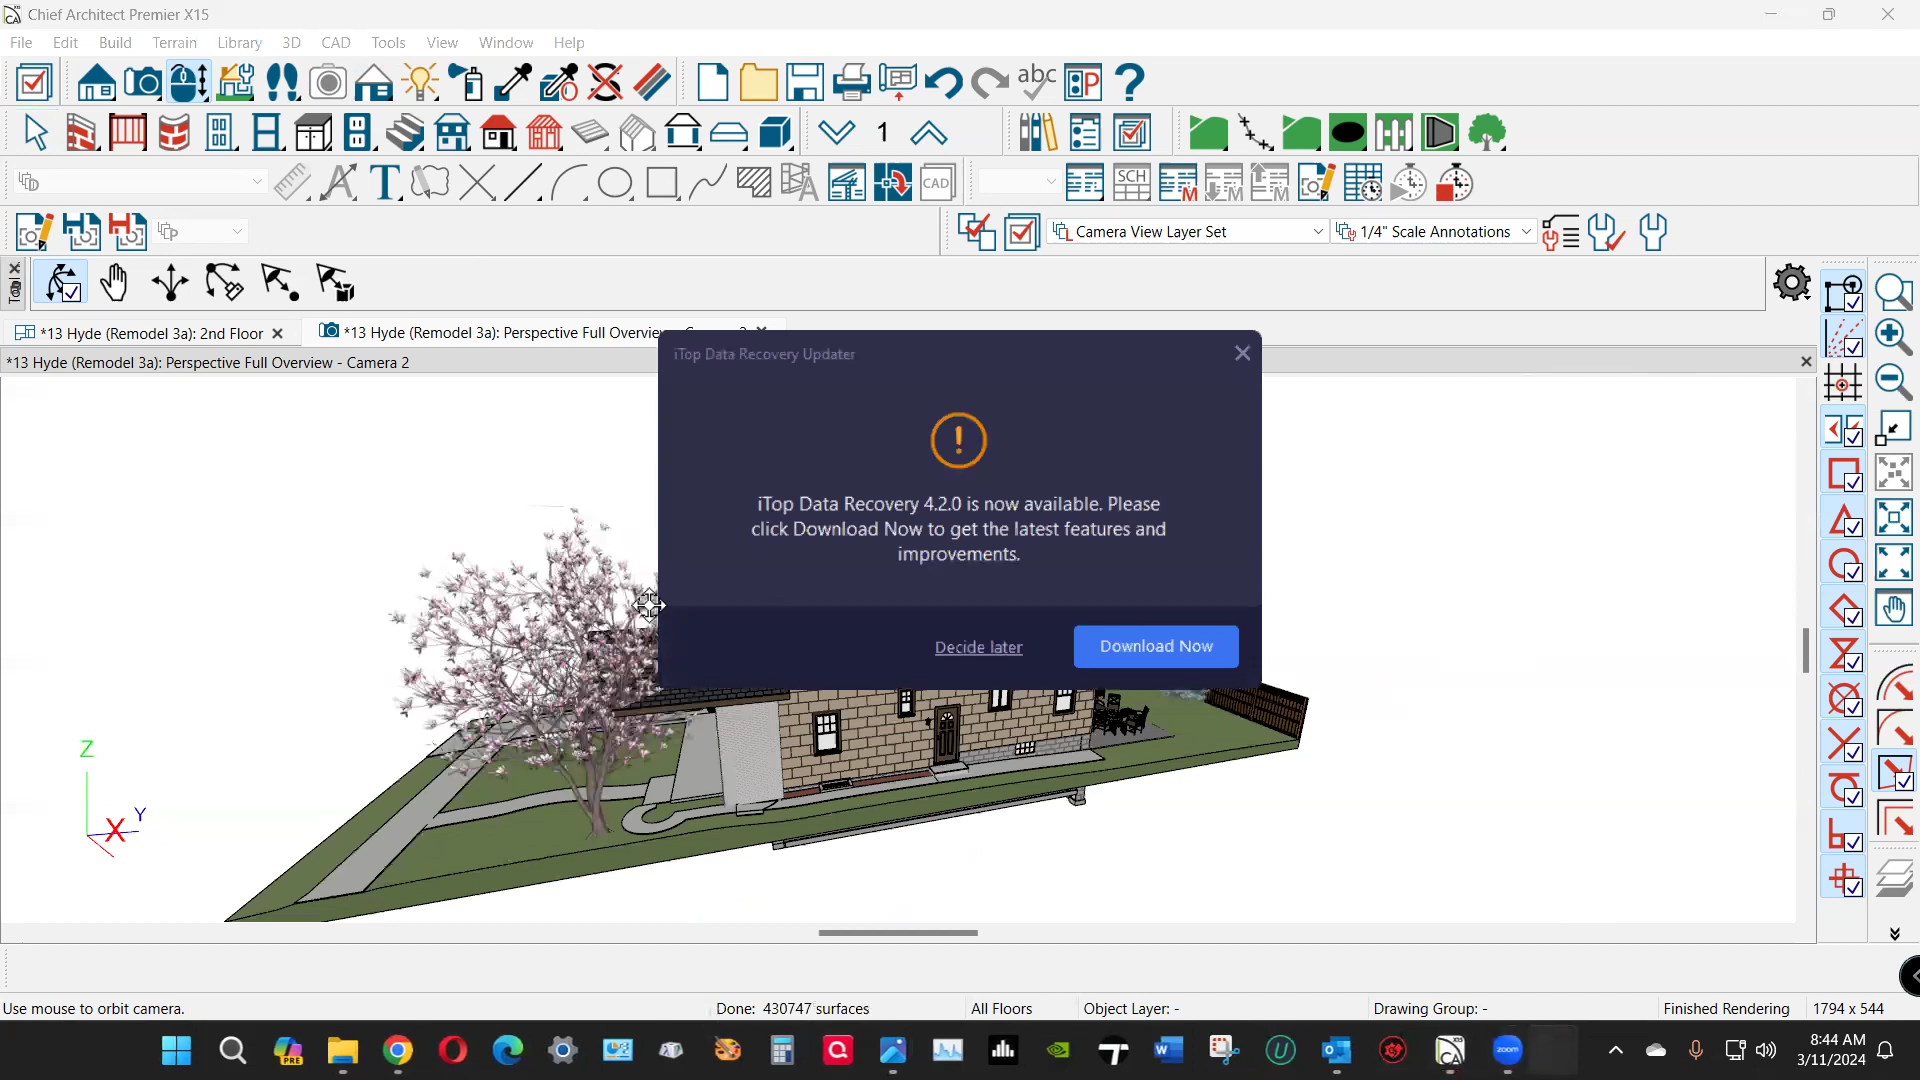 Chief Architect Premier X15
File Edit Build Terrain Library 3D CAD Tools View Window Help
abc P ?
1
T CAD SCH M M M
Camera View Layer Set 1/4" Scale Annotations
*13 Hyde (Remodel 3a): 2nd Floor *13 Hyde (Remodel 3a): Perspective Full Overview
*13 Hyde (Remodel 3a): Perspective Full Overview - Camera 2
iTop Data Recovery Updater
iTop Data Recovery 4.2.0 is now available. Please
click Download Now to get the latest features and
improvements.
Decide later Download Now
Z
Y
X
Use mouse to orbit camera. Done: 430747 surfaces All Floors Object Layer: - Drawing Group: - Finished Rendering 1794 x 544
PRE zoom 8:44 AM
3/11/2024